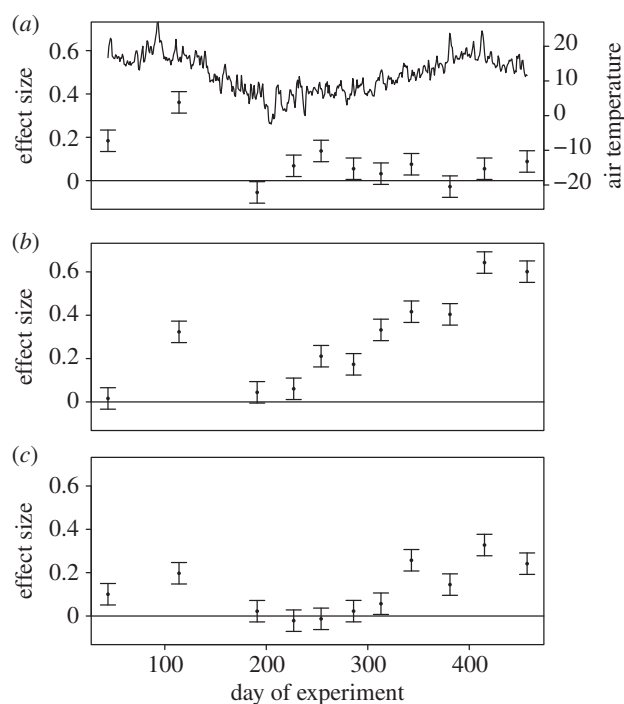 (a)
0.6
0.4
0.2
0
effect size
20
10
0
−10
−20
air temperature
(b)
0.6
0.4
0.2
0
effect size
(c)
0.6
0.4
0.2
0
effect size
100 200 300 400
day of experiment